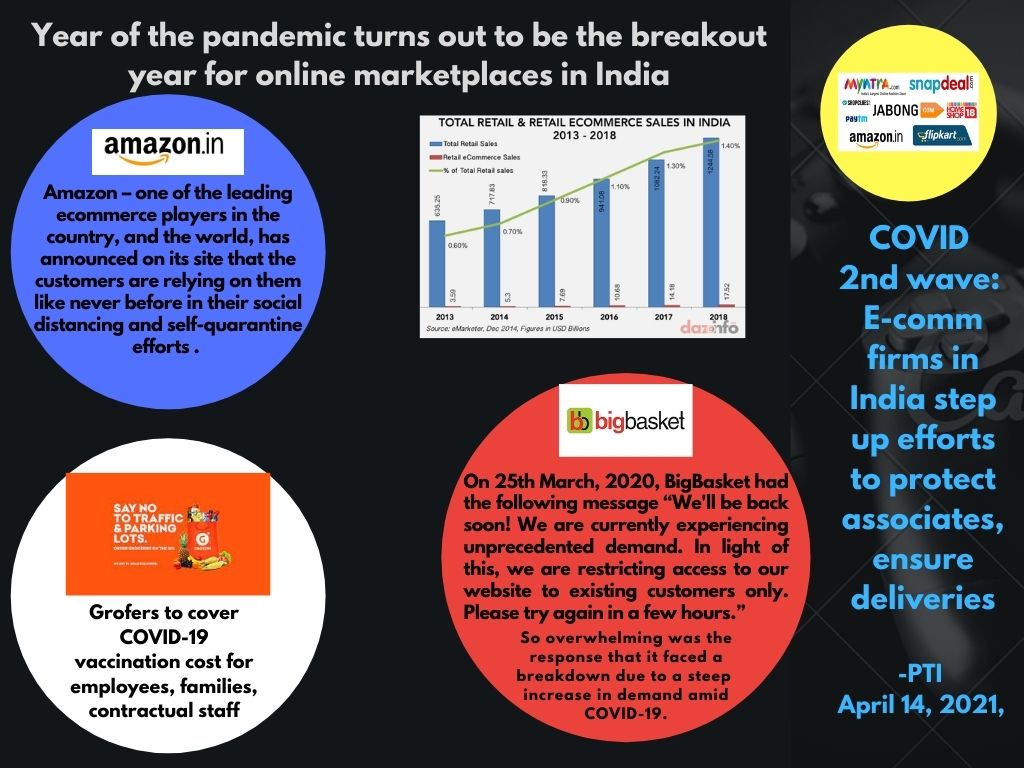 Year of the pandemic turns out to be the breakout
year for online marketplaces in India
amazon.in
Amazon – one of the leading
ecommerce players in the
country, and the world, has
announced on its site that the
customers are relying on them
like never before in their social
distancing and self-quarantine
efforts .
TOTAL RETAIL & RETAIL ECOMMERCE SALES IN INDIA
2013 - 2018
Total Retail Sales
Retail eCommerce Sales
% of Total Retail sales
635.25
717.83
818.33
941.08
1082.24
1244.58
0.60%
0.70%
0.90%
1.10%
1.30%
1.40%
3.59
5.3
7.69
10.68
14.18
17.52
2013
2014
2015
2016
2017
2018
Source: eMarketer, Dec 2014, Figures in USD Billions
dazeinfo
SAY NO
TO TRAFFIC
& PARKING
LOTS.
Grofers to cover
COVID-19
vaccination cost for
employees, families,
contractual staff
bb bigbasket
On 25th March, 2020, BigBasket had
the following message “We’ll be back
soon! We are currently experiencing
unprecedented demand. In light of
this, we are restricting access to our
website to existing customers only.
Please try again in a few hours.”
So overwhelming was the
response that it faced a
breakdown due to a steep
increase in demand amid
COVID-19.
Myntra.com
snapdeal.com
SHOPCLUES
JABONG.COM
HOME SHOP 18
paytm
amazon.in
flipkart.com
COVID
2nd wave:
E-comm
firms in
India step
up efforts
to protect
associates,
ensure
deliveries
-PTI
April 14, 2021,